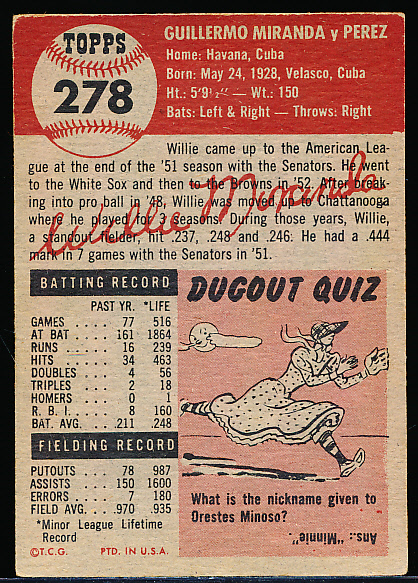 TOPPS
278
GUILLERMO MIRANDA y PEREZ
Home: Havana, Cuba
Born: May 24, 1928, Velasco, Cuba
Ht.: 5'9½" — Wt.: 150
Bats: Left & Right — Throws: Right
Willie came up to the American Lea-
gue at the end of the '51 season with the Senators. He went
to the White Sox and then to the Browns in '52. After break-
ing into pro ball in '48, Willie was moved up to Chattanooga
where he played for 3 seasons. During those years, Willie,
a standout fielder, hit .237, .248 and .246. He had a .444
mark in 7 games with the Senators in '51.
Willie Miranda
BATTING RECORD
PAST YR. *LIFE
GAMES . . . . 77 516
AT BAT . . . . 161 1864
RUNS . . . . 16 239
HITS . . . . 34 463
DOUBLES . . . 4 56
TRIPLES . . . 2 18
HOMERS . . . 0 1
R. B. I. . . . . 8 160
BAT. AVG. . . .211 248
FIELDING RECORD
PUTOUTS . . . 78 987
ASSISTS . . . 150 1600
ERRORS . . . 7 180
FIELD AVG. . .970 .935
*Minor League Lifetime
Record
©T.C.G. PTD. IN U.S.A.
DUGOUT QUIZ
What is the nickname given to
Orestes Minoso?
Ans.: "Minnie".